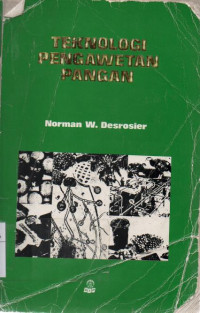 TEKNOLOGI
PENGAWETAN
PANGAN
Norman W. Desrosier